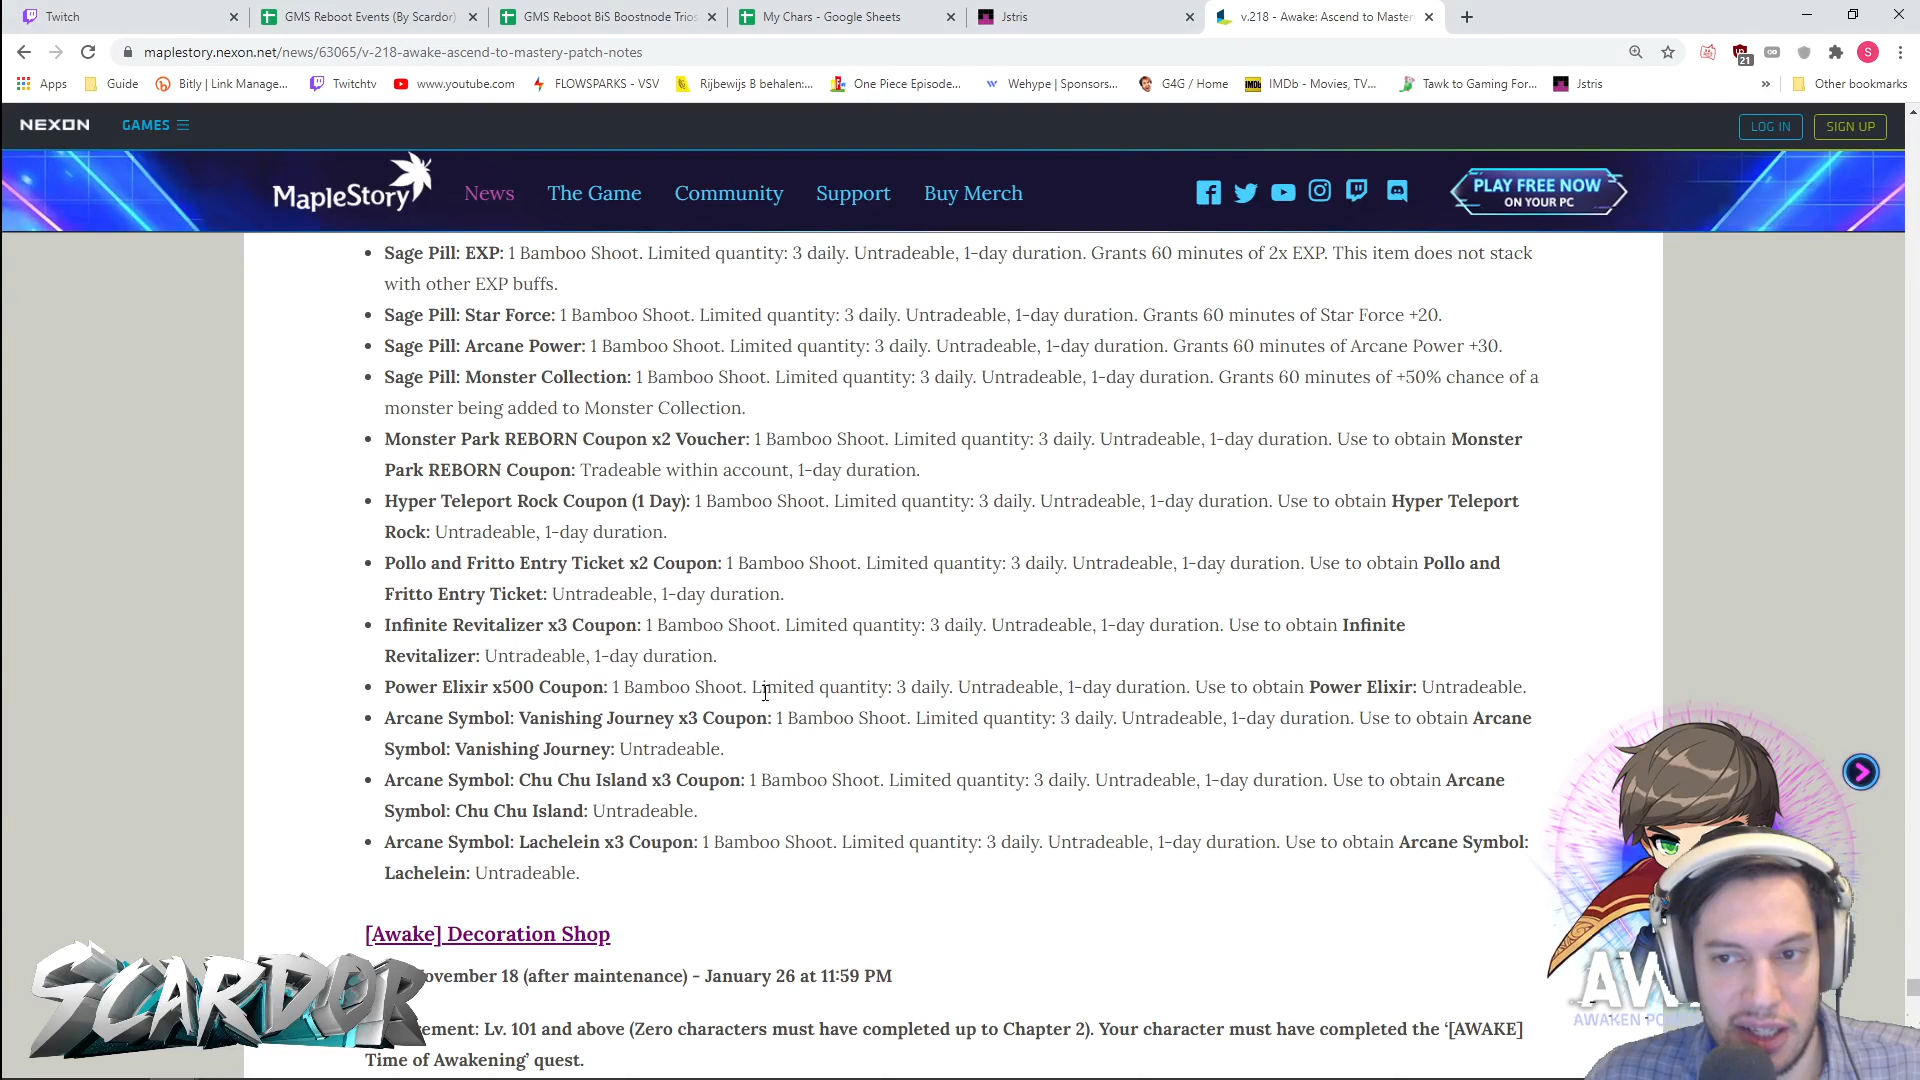 Twitch
GMS Reboot Events (By Scardor)
GMS Reboot BiS Boostnode Trios
My Chars - Google Sheets
Jstris
v.218 - Awake: Ascend to Master
maplestory.nexon.net/news/63065/v-218-awake-ascend-to-mastery-patch-notes
S
21
Apps
Guide
Bitly | Link Manage...
Twitchtv
www.youtube.com
FLOWSPARKS - VSV
Rijbewijs B behalen:...
One Piece Episode...
Wehype | Sponsors...
G4G / Home
IMDb
IMDb - Movies, TV...
Tawk to Gaming For...
Jstris
Other bookmarks
NEXON
GAMES
LOG IN
SIGN UP
MapleStory
News
The Game
Community
Support
Buy Merch
PLAY FREE NOW
ON YOUR PC
Sage Pill: EXP: 1 Bamboo Shoot. Limited quantity: 3 daily. Untradeable, 1-day duration. Grants 60 minutes of 2x EXP. This item does not stack
with other EXP buffs.
Sage Pill: Star Force: 1 Bamboo Shoot. Limited quantity: 3 daily. Untradeable, 1-day duration. Grants 60 minutes of Star Force +20.
Sage Pill: Arcane Power: 1 Bamboo Shoot. Limited quantity: 3 daily. Untradeable, 1-day duration. Grants 60 minutes of Arcane Power +30.
Sage Pill: Monster Collection: 1 Bamboo Shoot. Limited quantity: 3 daily. Untradeable, 1-day duration. Grants 60 minutes of +50% chance of a
monster being added to Monster Collection.
Monster Park REBORN Coupon x2 Voucher: 1 Bamboo Shoot. Limited quantity: 3 daily. Untradeable, 1-day duration. Use to obtain Monster
Park REBORN Coupon: Tradeable within account, 1-day duration.
Hyper Teleport Rock Coupon (1 Day): 1 Bamboo Shoot. Limited quantity: 3 daily. Untradeable, 1-day duration. Use to obtain Hyper Teleport
Rock: Untradeable, 1-day duration.
Pollo and Fritto Entry Ticket x2 Coupon: 1 Bamboo Shoot. Limited quantity: 3 daily. Untradeable, 1-day duration. Use to obtain Pollo and
Fritto Entry Ticket: Untradeable, 1-day duration.
Infinite Revitalizer x3 Coupon: 1 Bamboo Shoot. Limited quantity: 3 daily. Untradeable, 1-day duration. Use to obtain Infinite
Revitalizer: Untradeable, 1-day duration.
Power Elixir x500 Coupon: 1 Bamboo Shoot. Limited quantity: 3 daily. Untradeable, 1-day duration. Use to obtain Power Elixir: Untradeable.
Arcane Symbol: Vanishing Journey x3 Coupon: 1 Bamboo Shoot. Limited quantity: 3 daily. Untradeable, 1-day duration. Use to obtain Arcane
Symbol: Vanishing Journey: Untradeable.
Arcane Symbol: Chu Chu Island x3 Coupon: 1 Bamboo Shoot. Limited quantity: 3 daily. Untradeable, 1-day duration. Use to obtain Arcane
Symbol: Chu Chu Island: Untradeable.
Arcane Symbol: Lachelein x3 Coupon: 1 Bamboo Shoot. Limited quantity: 3 daily. Untradeable, 1-day duration. Use to obtain Arcane Symbol:
Lachelein: Untradeable.
[Awake] Decoration Shop
ovember 18 (after maintenance) - January 26 at 11:59 PM
ement: Lv. 101 and above (Zero characters must have completed up to Chapter 2). Your character must have completed the ‘[AWAKE]
Time of Awakening’ quest.
SCARDOR
AW
AWAKEN PO